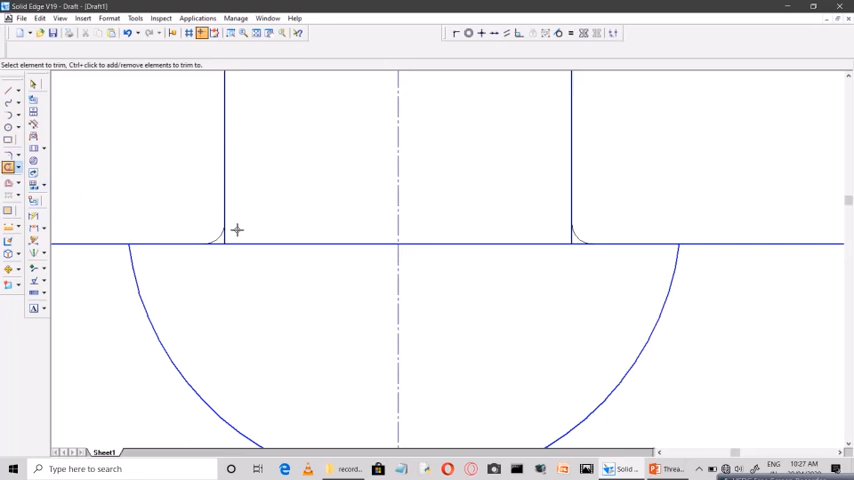 Solid Edge V19 - Draft - [Draft1]
File Edit View Insert Format Tools Inspect Applications Manage Window Help
Select element to trim, Ctrl+click to add/remove elements to trim to.
A
Sheet1
Type here to search
record
Solid
Threa
ENG
10:27 AM